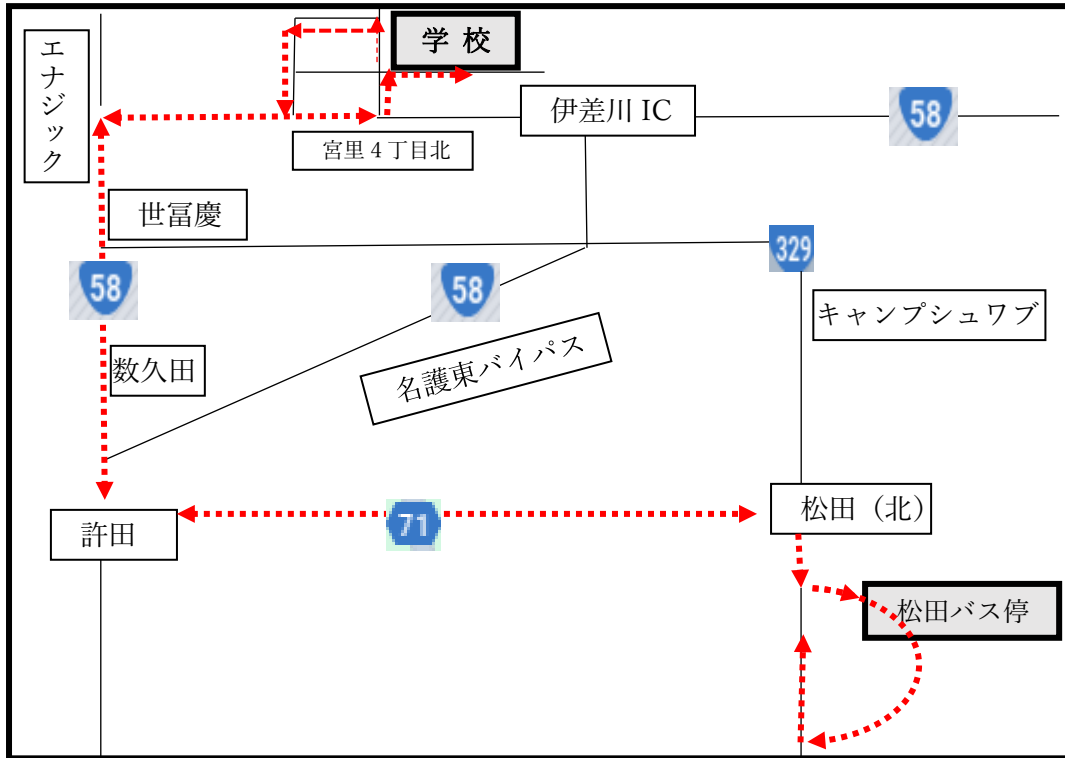 エナジック
学 校
伊差川 IC
58
宮里４丁目北
世冨慶
329
58
58
キャンプシュワブ
数久田
名護東バイパス
松田（北）
許田
71
松田バス停